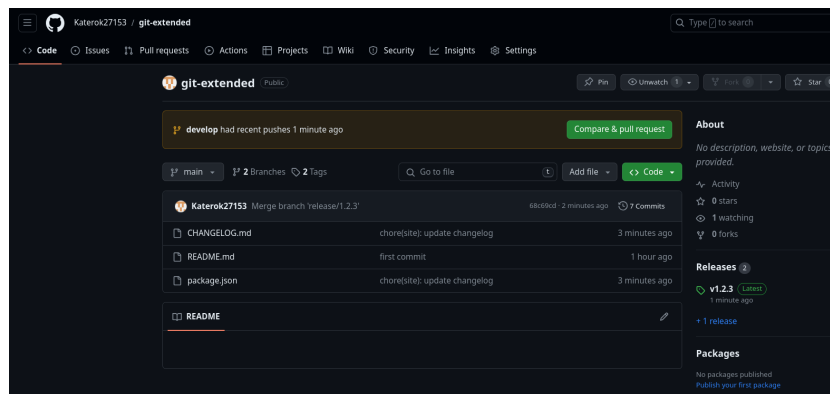 Katerok27153 / git-extended
Type / to search
Code Issues Pull requests Actions Projects Wiki Security Insights Settings
git-extended Public
Pin Unwatch 1 Fork Star
develop had recent pushes 1 minute ago Compare & pull request
main 2 Branches 2 Tags Go to file t Add file Code
Katerok27153 Merge branch 'release/1.2.3' 68c69cd · 2 minutes ago 7 Commits
CHANGELOG.md chore(site): update changelog 3 minutes ago
README.md first commit 1 hour ago
package.json chore(site): update changelog 3 minutes ago
README
About
No description, website, or topics
provided.
Activity
0 stars
1 watching
0 forks
Releases 2
v1.2.3 Latest
1 minute ago
+ 1 release
Packages
No packages published
Publish your first package